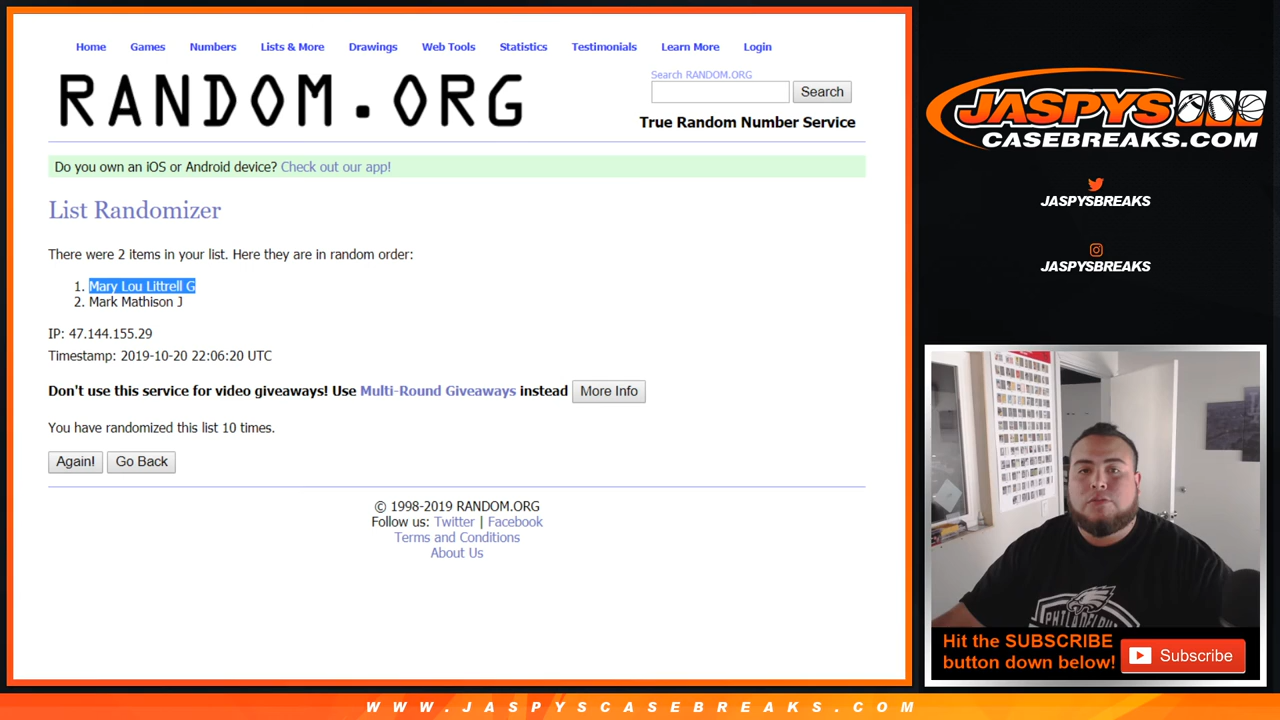 Home Games Numbers Lists & More Drawings Web Tools Statistics Testimonials Learn More Login
RANDOM.ORG
Search RANDOM.ORG
Search
True Random Number Service
Do you own an iOS or Android device? Check out our app!
List Randomizer
There were 2 items in your list. Here they are in random order:
1. Mary Lou Littrell G
2. Mark Mathison J
IP: 47.144.155.29
Timestamp: 2019-10-20 22:06:20 UTC
Don't use this service for video giveaways! Use Multi-Round Giveaways instead More Info
You have randomized this list 10 times.
Again! Go Back
© 1998-2019 RANDOM.ORG
Follow us: Twitter | Facebook
Terms and Conditions
About Us
JASPYS
CASEBREAKS.COM
JASPYSBREAKS
JASPYSBREAKS
Hit the SUBSCRIBE
button down below!
Subscribe
WWW.JASPYSCASEBREAKS.COM